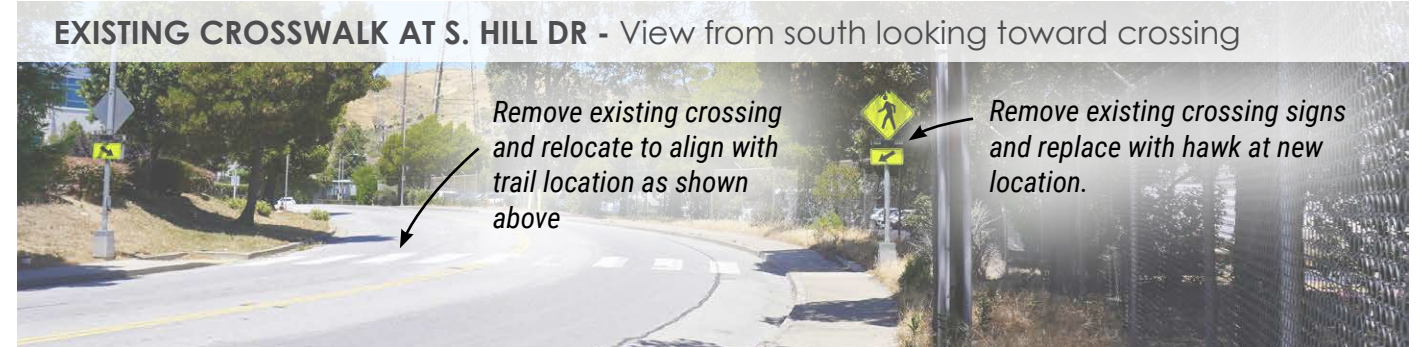 EXISTING CROSSWALK AT S. HILL DR - View from south looking toward crossing
Remove existing crossing
and relocate to align with
trail location as shown
above
Remove existing crossing signs
and replace with hawk at new
location.